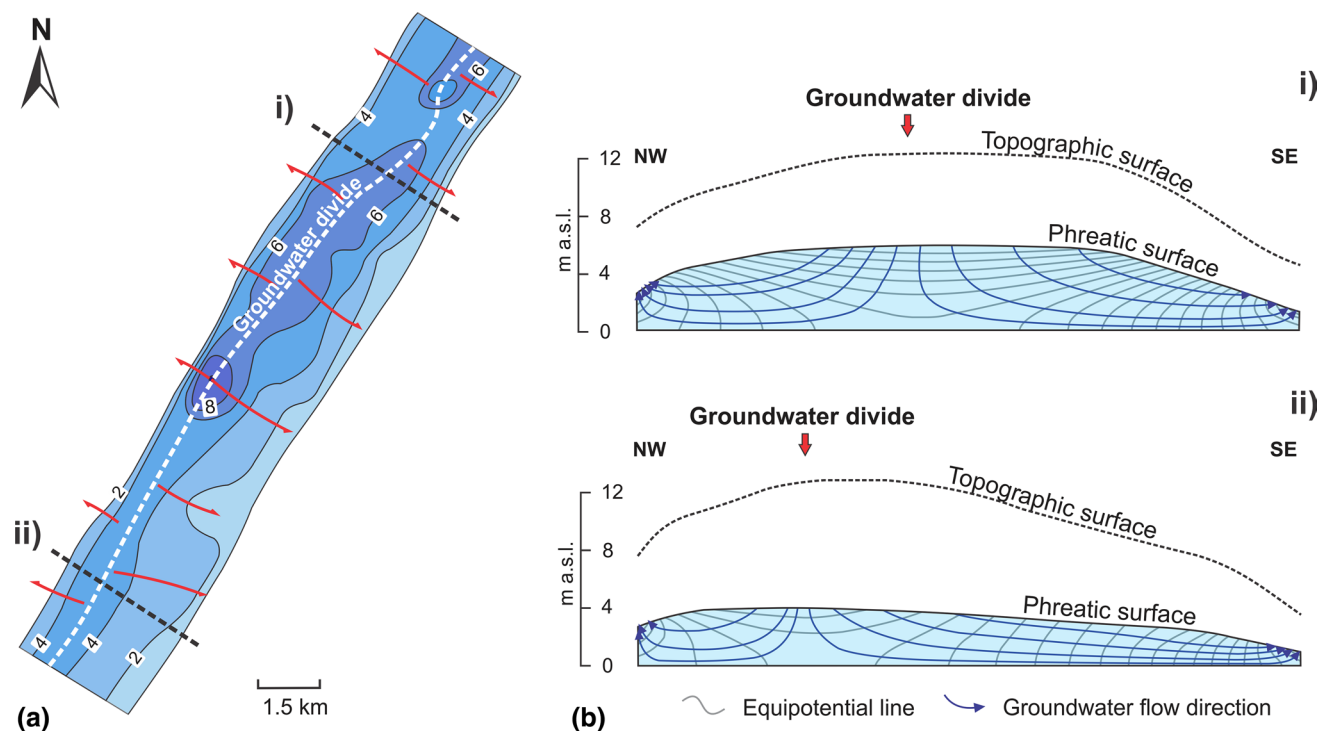 N
i)
6
4
4
Groundwater divide
6
6
8
2
ii)
4
4
2
1.5 km
(a)
i)
Groundwater divide
NW
Topographic surface
SE
12
8
4
0
m a.s.l.
Phreatic surface
ii)
Groundwater divide
NW
SE
Topographic surface
12
8
4
0
m a.s.l.
Phreatic surface
(b)
Equipotential line
Groundwater flow direction